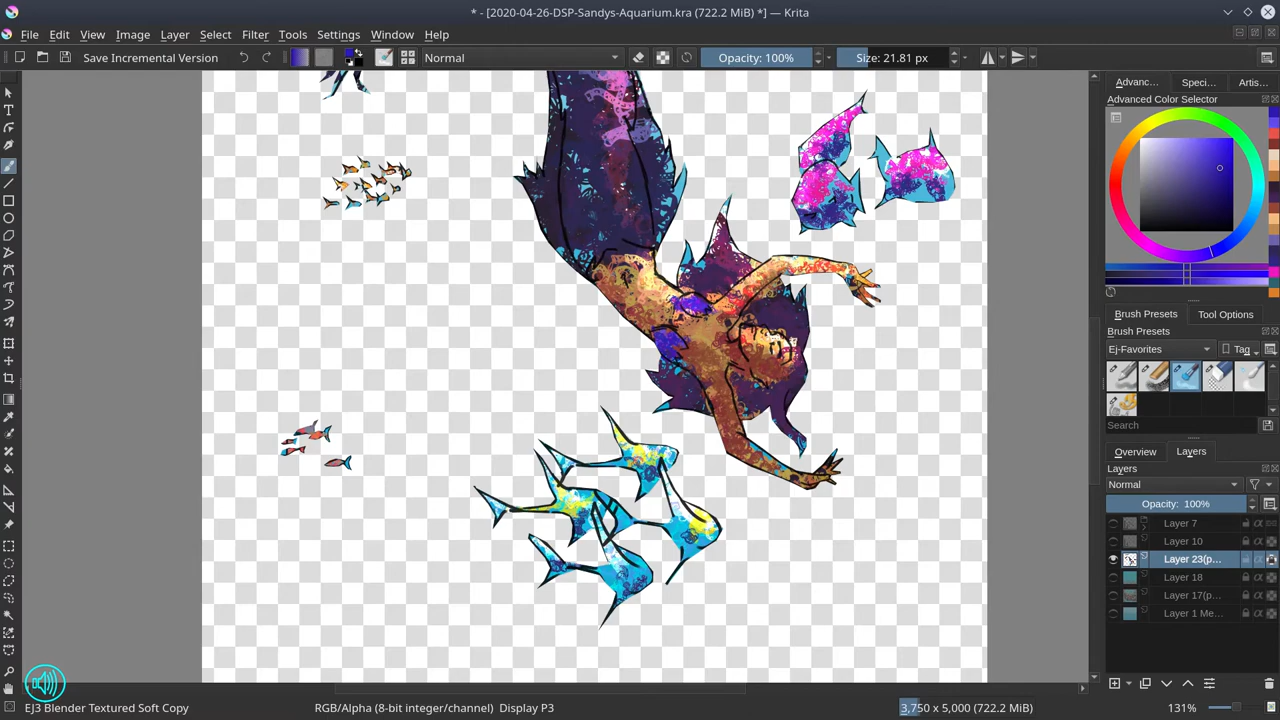 * - [2020-04-26-DSP-Sandys-Aquarium.kra (722.2 MiB) *] — Krita
File Edit View Image Layer Select Filter Tools Settings Window Help
Save Incremental Version Normal Opacity: 100% Size: 21.81 px
Advanc... Speci... Artis...
Advanced Color Selector
Brush Presets Tool Options
Brush Presets
Ej-Favorites Tag
Search
Overview Layers
Layers
Normal
Opacity: 100%
Layer 7
Layer 10
Layer 23(p...
Layer 18
Layer 17(p...
Layer 1 Me...
EJ3 Blender Textured Soft Copy RGB/Alpha (8-bit integer/channel) Display P3 3,750 x 5,000 (722.2 MiB) 131%